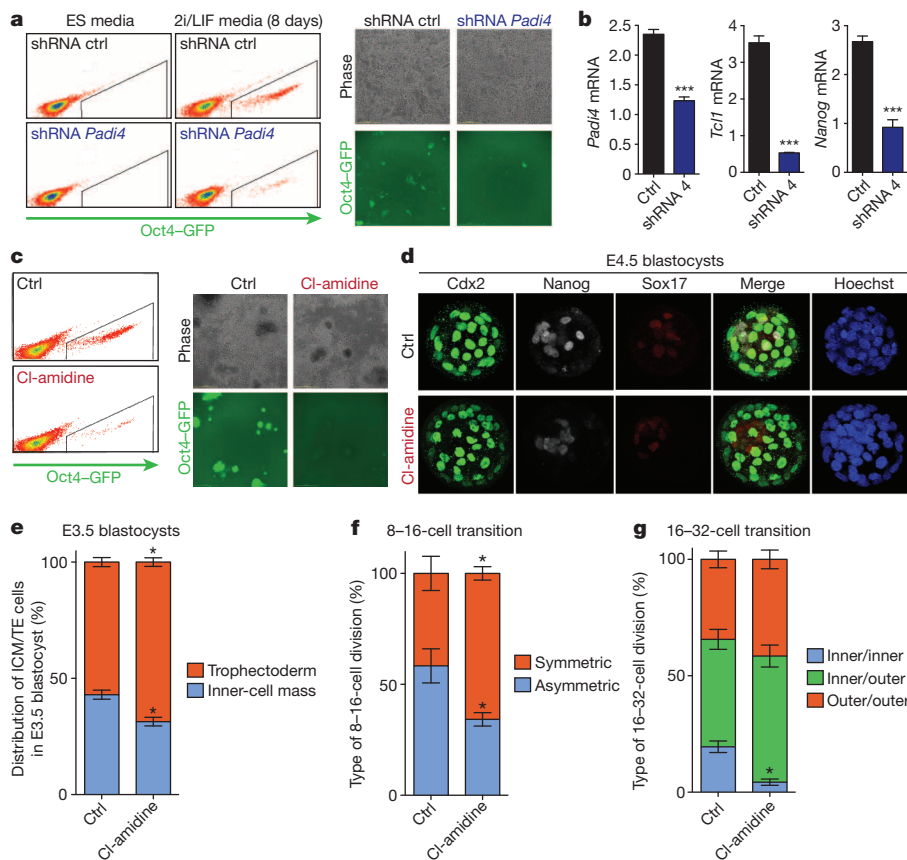 a
ES media
2i/LIF media (8 days)
shRNA ctrl
shRNA ctrl
shRNA Padi4
shRNA Padi4
Oct4–GFP
shRNA ctrl
shRNA Padi4
Phase
Oct4–GFP
b
Padi4 mRNA
2.5
2.0
1.5
1.0
0.5
0
***
Ctrl
shRNA 4
Tcl1 mRNA
4
3
2
1
0
***
Ctrl
shRNA 4
Nanog mRNA
3
2
1
0
***
Ctrl
shRNA 4
c
Ctrl
Cl-amidine
Oct4–GFP
Ctrl
Cl-amidine
Phase
Oct4–GFP
d
E4.5 blastocysts
Cdx2
Nanog
Sox17
Merge
Hoechst
Ctrl
Cl-amidine
e
E3.5 blastocysts
Distribution of ICM/TE cells
in E3.5 blastocyst (%)
100
50
0
*
*
Ctrl
Cl-amidine
Trophectoderm
Inner-cell mass
f
8–16-cell transition
Type of 8–16-cell division (%)
100
50
0
*
*
Ctrl
Cl-amidine
Symmetric
Asymmetric
g
16–32-cell transition
Type of 16–32-cell division (%)
100
50
0
*
Ctrl
Cl-amidine
Inner/inner
Inner/outer
Outer/outer